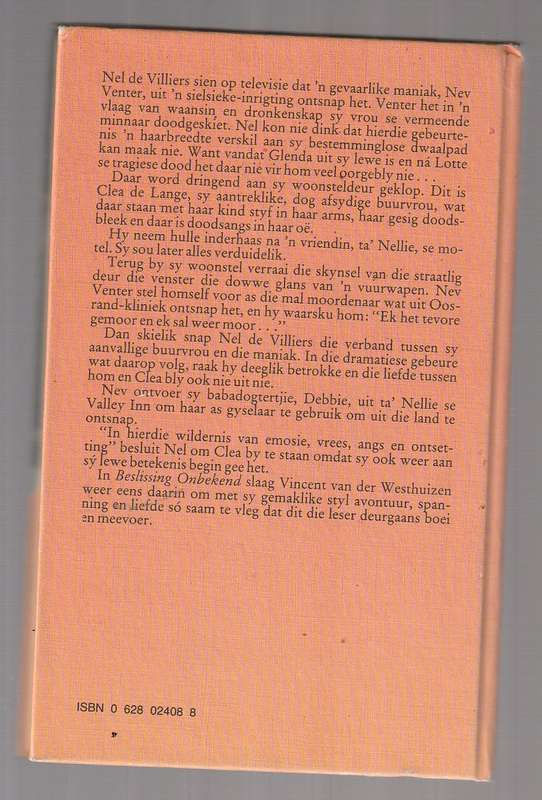 Nel de Villiers sien op televisie dat 'n gevaarlike maniak, Nev
Venter, uit 'n sielsieke-inrigting ontsnap het. Venter het in 'n
vlaag van waansin en dronkenskap sy vrou se vermeende
minnaar doodgeskiet. Nel kon nie dink dat hierdie gebeurte-
nis 'n haarbreedte verskil aan sy bestemminglose dwaalpad
kan maak nie. Want vandat Glenda uit sy lewe is en ná Lotte
se tragiese dood het daar nie vir hom veel oorgebly nie . . .
Daar word dringend aan sy woonsteldeur geklop. Dit is
Clea de Lange, sy aantreklike, dog afsydige buurvrou, wat
daar staan met haar kind styf in haar arms, haar gesig doods-
bleek en daar is doodsangs in haar oë.
Hy neem hulle inderhaas na 'n vriendin, ta' Nellie, se mo-
tel. Sy sou later alles verduidelik.
Terug by sy woonstel verraai die skynsel van die straatlig
deur die venster die dowwe glans van 'n vuurwapen. Nev
Venter stel homself voor as die mal moordenaar wat uit Oos-
rand-kliniek ontsnap het, en hy waarsku hom: "Ek het tevore
gemoor en ek sal weer moor . . ."
Dan skielik snap Nel de Villiers die verband tussen sy
aanvallige buurvrou en die maniak. In die dramatiese gebeure
wat daarop volg, raak hy deeglik betrokke en die liefde tussen
hom en Clea bly ook nie uit nie.
Nev ontvoer sy babadogtertjie, Debbie, uit ta' Nellie se
Valley Inn om haar as gyselaar te gebruik om uit die land te
ontsnap.
"In hierdie wildernis van emosie, vrees, angs en ontset-
ting" besluit Nel om Clea by te staan omdat sy ook weer aan
sý lewe betekenis begin gee het.
In Beslissing Onbekend slaag Vincent van der Westhuizen
weer eens daarin om met sy gemaklike styl avontuur, span-
ning en liefde só saam te vleg dat dit die leser deurgaans boei
en meevoer.
ISBN 0 628 02408 8